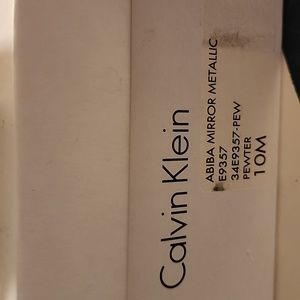 Calvin Klein
ABIBA MIRROR METALLIC
E9357
34E9357-PEW
PEWTER
10M